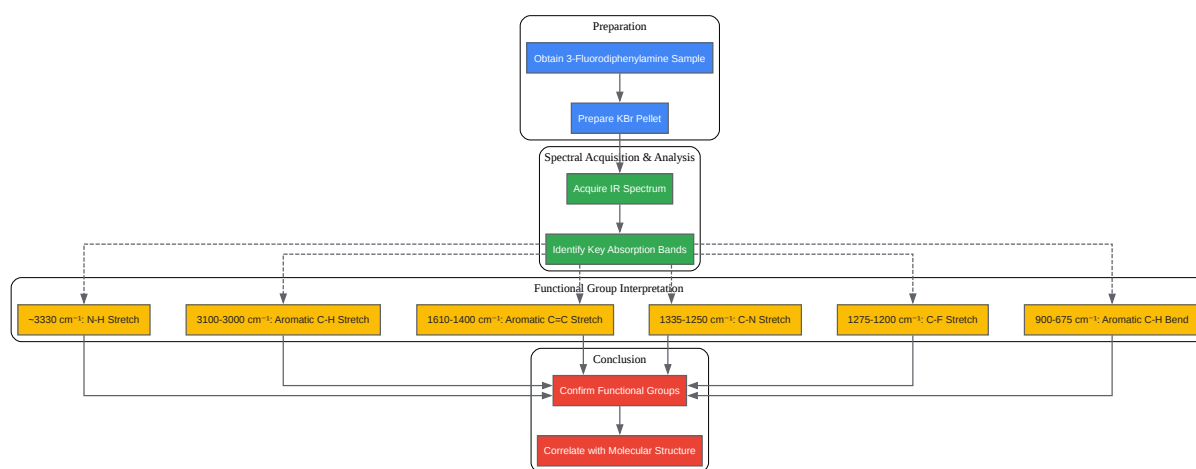 Preparation
Obtain 3-Fluorodiphenylamine Sample
Prepare KBr Pellet
Spectral Acquisition & Analysis
Acquire IR Spectrum
Identify Key Absorption Bands
Functional Group Interpretation
~3330 cm⁻¹: N-H Stretch
3100-3000 cm⁻¹: Aromatic C-H Stretch
1610-1400 cm⁻¹: Aromatic C=C Stretch
1335-1250 cm⁻¹: C-N Stretch
1275-1200 cm⁻¹: C-F Stretch
900-675 cm⁻¹: Aromatic C-H Bend
Conclusion
Confirm Functional Groups
Correlate with Molecular Structure